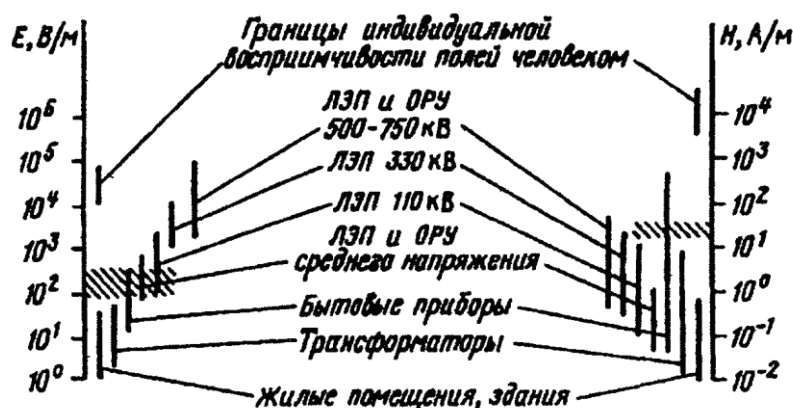 E, В/м
Границы индивидуальной
восприимчивости полей человеком
H, А/м
ЛЭП и ОРУ
500-750 кВ
ЛЭП 330 кВ
ЛЭП 110 кВ
ЛЭП и ОРУ
среднего напряжения
Бытовые приборы
Трансформаторы
Жилые помещения, здания
10⁶
10⁵
10⁴
10³
10²
10¹
10⁰
10⁴
10³
10²
10¹
10⁰
10⁻¹
10⁻²